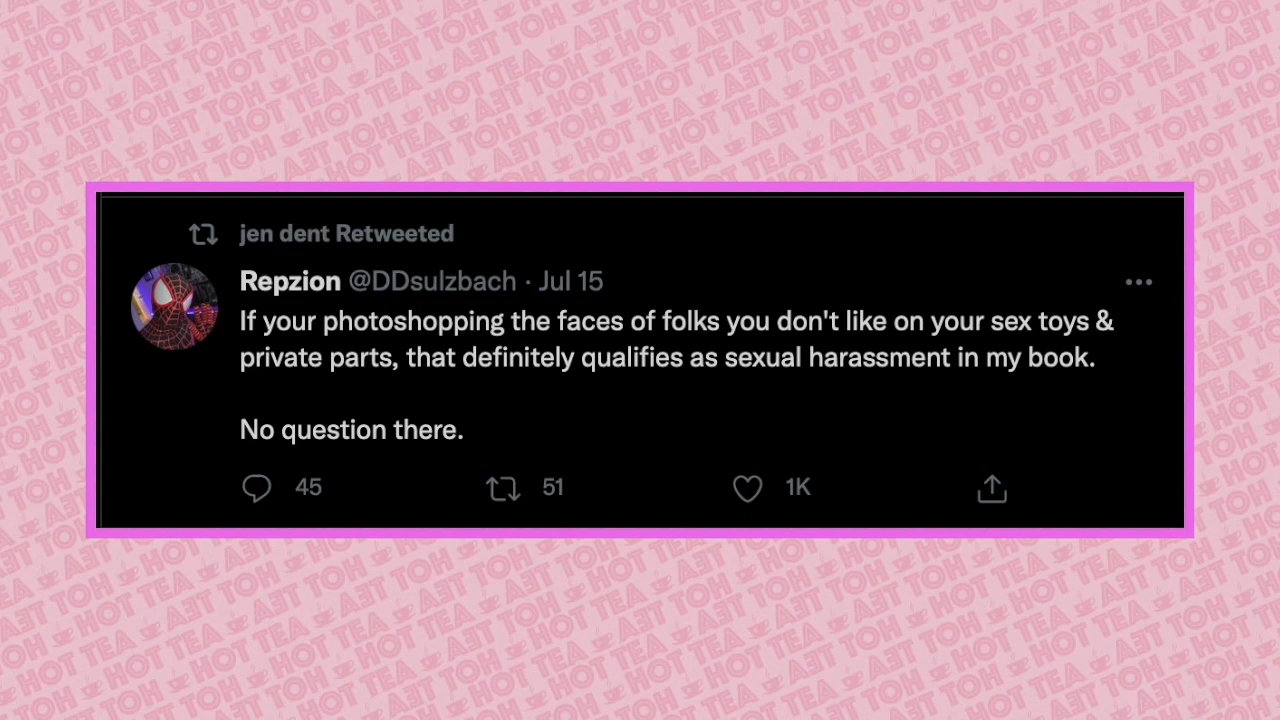 jen dent Retweeted
Repzion @DDsulzbach · Jul 15
If your photoshopping the faces of folks you don't like on your sex toys &
private parts, that definitely qualifies as sexual harassment in my book.
No question there.
45 51 1K
HOT TEA